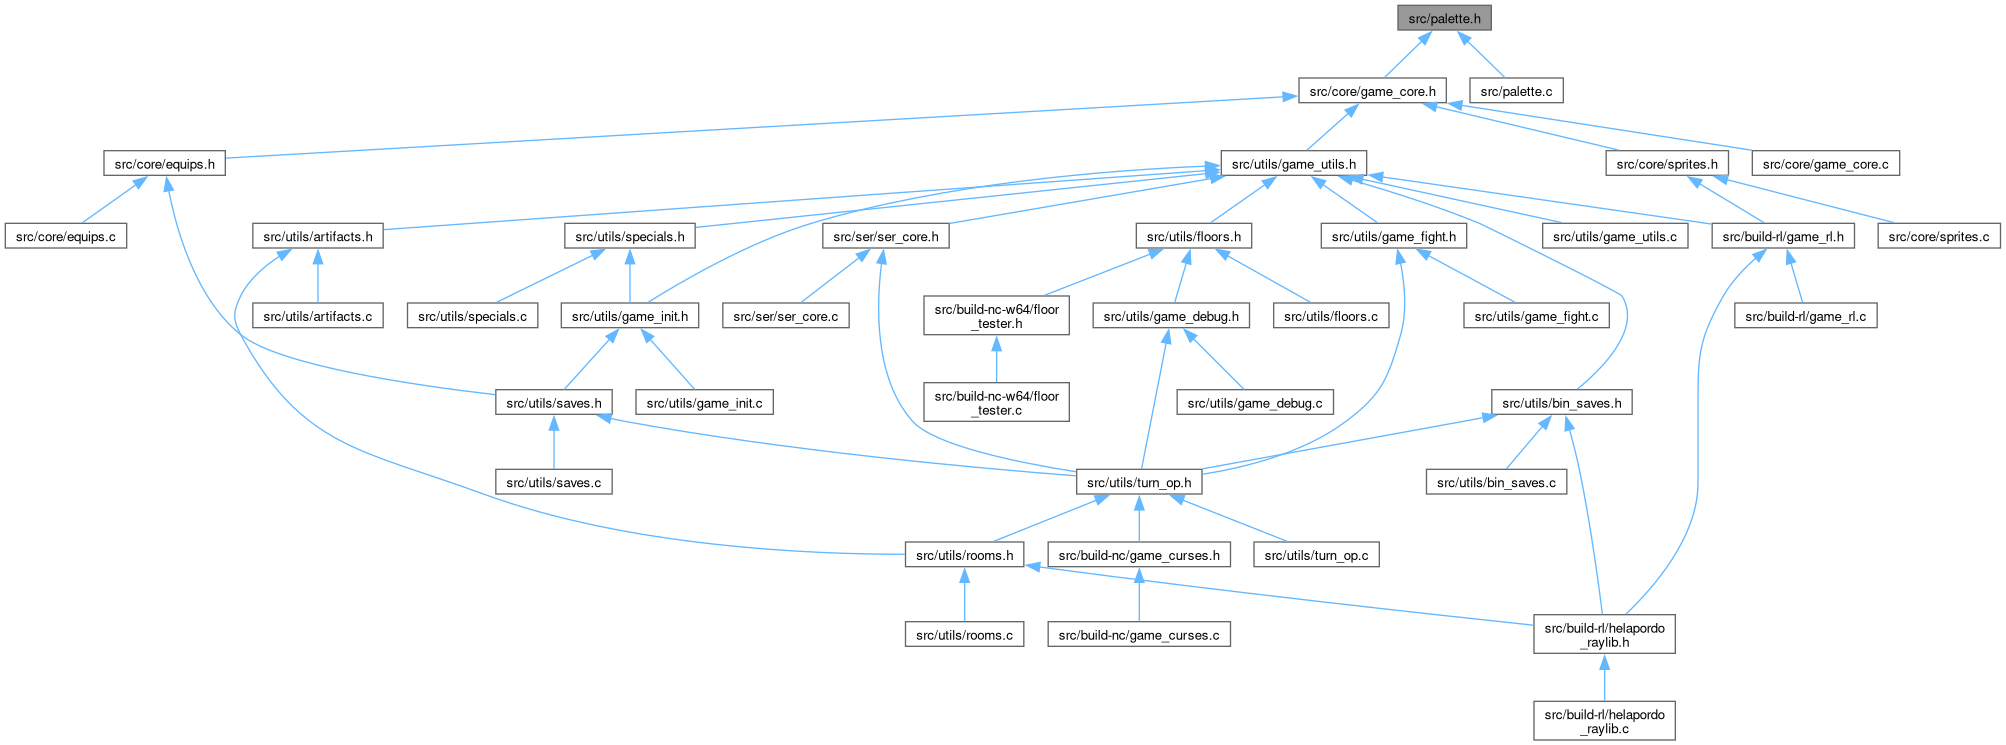 src/palette.h
src/core/game_core.h
src/palette.c
src/core/equips.h
src/utils/game_utils.h
src/core/sprites.h
src/core/game_core.c
src/core/equips.c
src/utils/artifacts.h
src/utils/specials.h
src/ser/ser_core.h
src/utils/floors.h
src/utils/game_fight.h
src/utils/game_utils.c
src/build-rl/game_rl.h
src/core/sprites.c
src/utils/artifacts.c
src/utils/specials.c
src/utils/game_init.h
src/ser/ser_core.c
src/build-nc-w64/floor
_tester.h
src/utils/game_debug.h
src/utils/floors.c
src/utils/game_fight.c
src/build-rl/game_rl.c
src/utils/saves.h
src/utils/game_init.c
src/build-nc-w64/floor
_tester.c
src/utils/game_debug.c
src/utils/bin_saves.h
src/utils/saves.c
src/utils/turn_op.h
src/utils/bin_saves.c
src/utils/rooms.h
src/build-nc/game_curses.h
src/utils/turn_op.c
src/utils/rooms.c
src/build-nc/game_curses.c
src/build-rl/helapordo
_raylib.h
src/build-rl/helapordo
_raylib.c